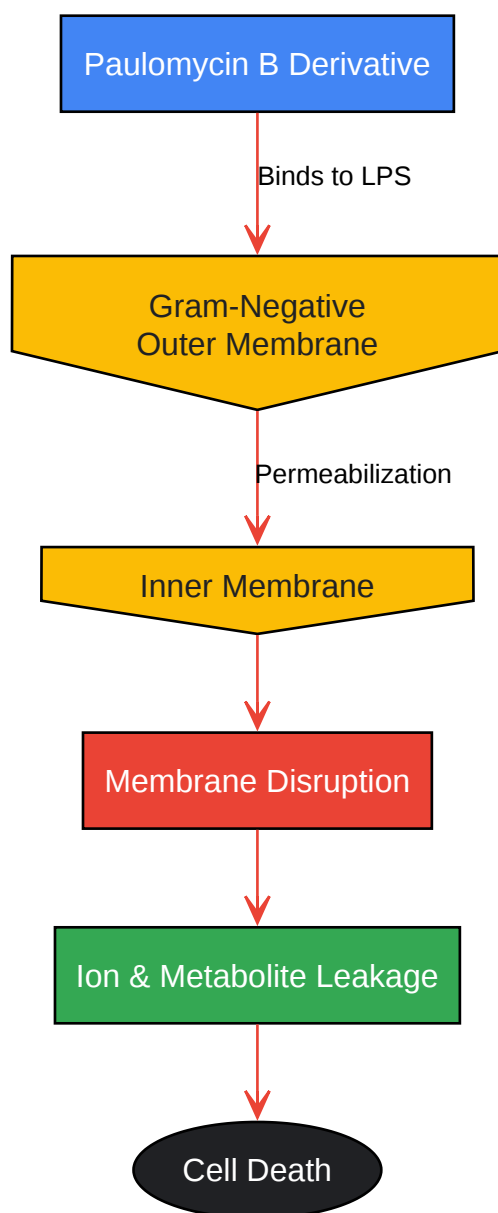 Paulomycin B Derivative
Binds to LPS
Gram-Negative
Outer Membrane
Permeabilization
Inner Membrane
Membrane Disruption
Ion & Metabolite Leakage
Cell Death